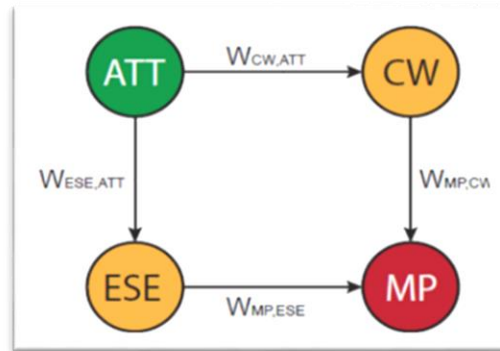 ATT
W CW,ATT
CW
W ESE,ATT
W MP,CW
ESE
W MP,ESE
MP